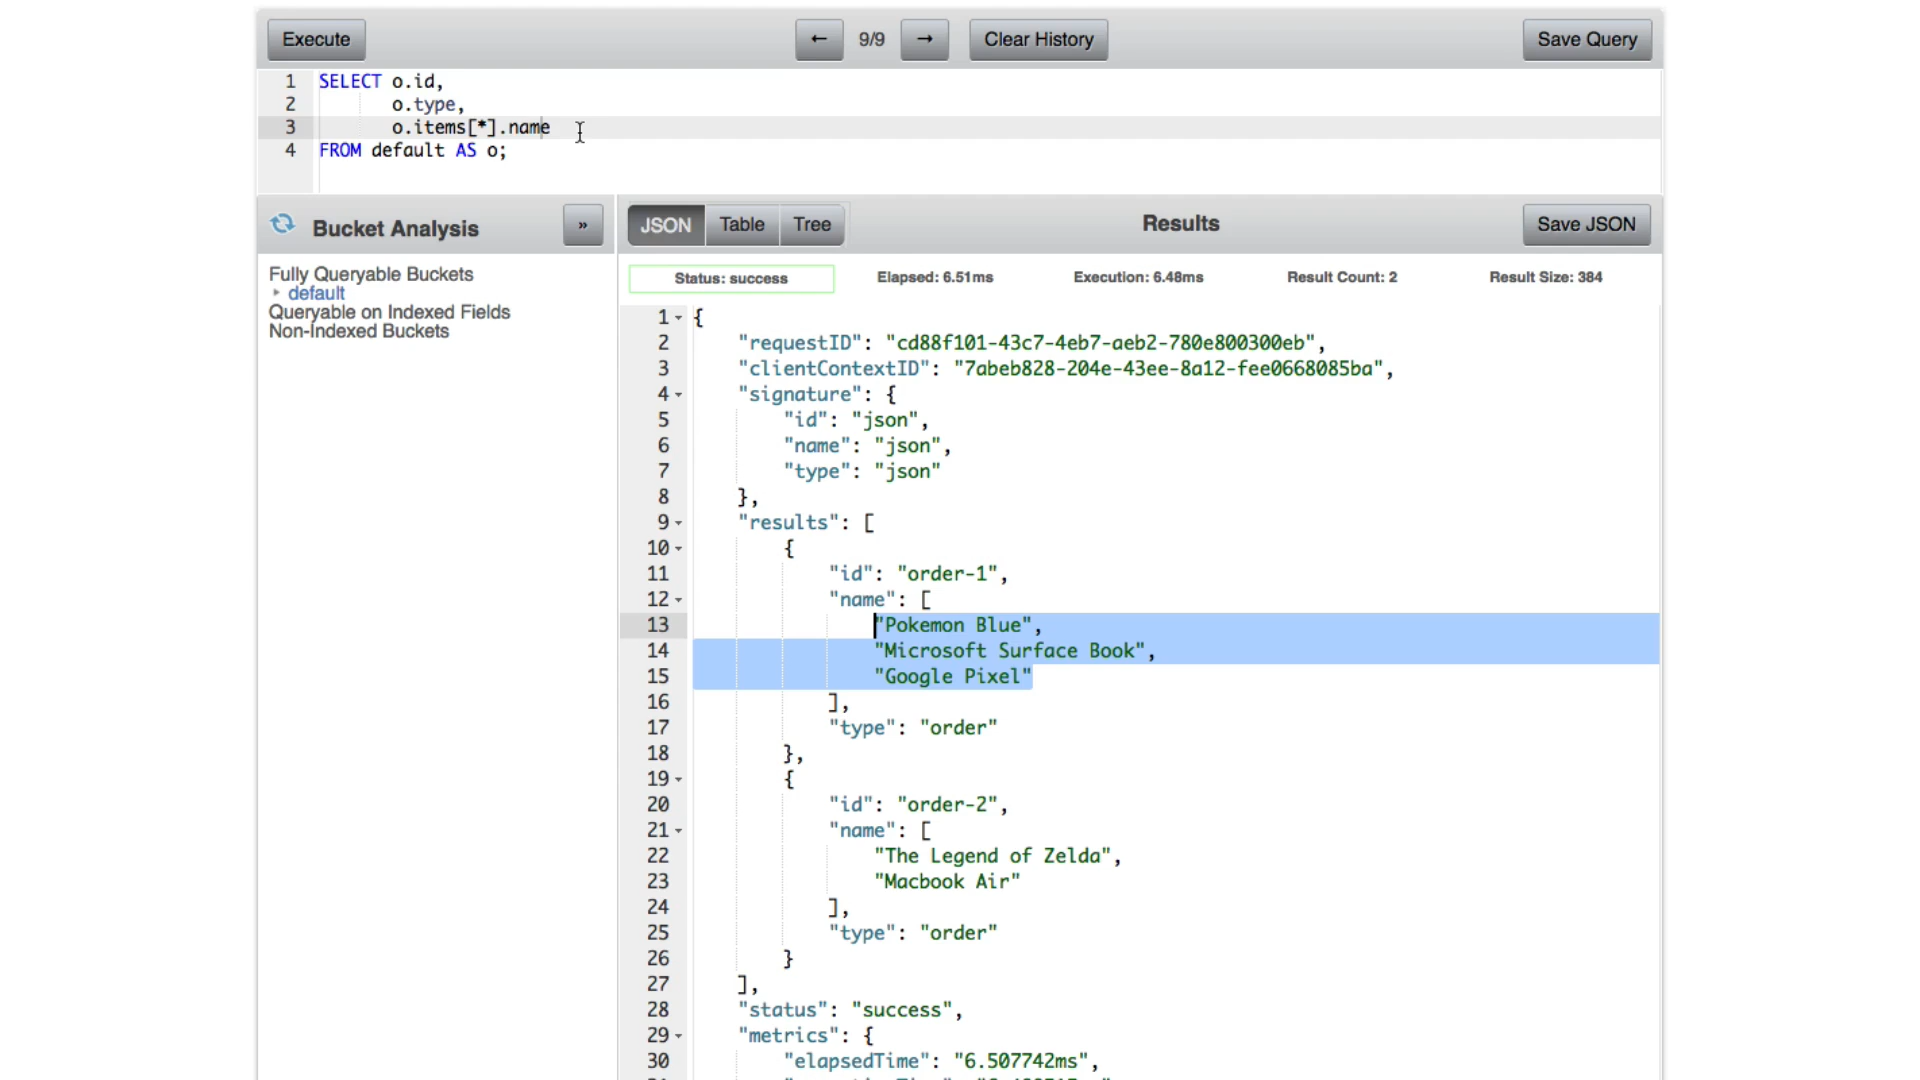 Execute ← 9/9 → Clear History Save Query
1 SELECT o.id,
2 o.type,
3 o.items[*].name
4 FROM default AS o;
Bucket Analysis »
Fully Queryable Buckets
default
Queryable on Indexed Fields
Non-Indexed Buckets
JSON Table Tree Results Save JSON
Status: success Elapsed: 6.51ms Execution: 6.48ms Result Count: 2 Result Size: 384
1 {
2 "requestID": "cd88f101-43c7-4eb7-aeb2-780e800300eb",
3 "clientContextID": "7abeb828-204e-43ee-8a12-fee0668085ba",
4 "signature": {
5 "id": "json",
6 "name": "json",
7 "type": "json"
8 },
9 "results": [
10 {
11 "id": "order-1",
12 "name": [
13 "Pokemon Blue",
14 "Microsoft Surface Book",
15 "Google Pixel"
16 ],
17 "type": "order"
18 },
19 {
20 "id": "order-2",
21 "name": [
22 "The Legend of Zelda",
23 "Macbook Air"
24 ],
25 "type": "order"
26 }
27 ],
28 "status": "success",
29 "metrics": {
30 "elapsedTime": "6.507742ms",